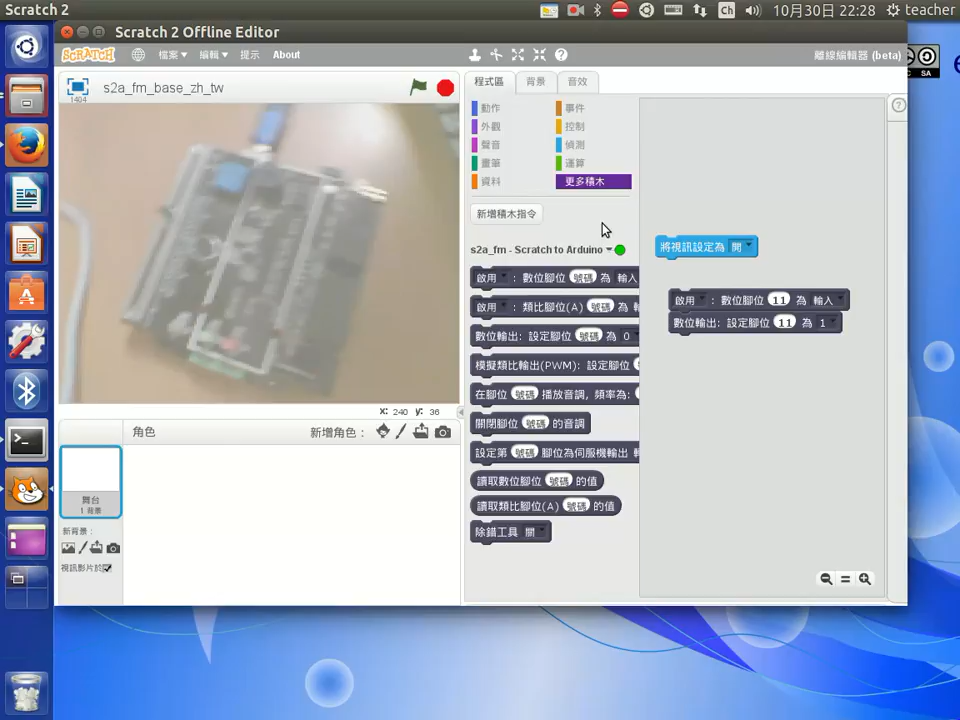 Scratch 2
Ch
10月30日 22:28
teacher
Scratch 2 Offline Editor
SCRATCH
檔案
編輯
提示
About
離線編輯器 (beta)
s2a_fm_base_zh_tw
1404
程式區
背景
音效
動作
事件
外觀
控制
聲音
偵測
畫筆
運算
資料
更多積木
新增積木指令
s2a_fm - Scratch to Arduino
啟用 : 數位腳位 號碼 為 輸入
啟用 : 類比腳位(A) 號碼 為
數位輸出: 設定腳位 號碼 為 0
模擬類比輸出(PWM): 設定腳位
在腳位 號碼 播放音調, 頻率為:
關閉腳位 號碼 的音調
設定第 號碼 腳位為伺服機輸出
讀取數位腳位 號碼 的值
讀取類比腳位(A) 號碼 的值
除錯工具 關
將視訊設定為 開
啟用 : 數位腳位 11 為 輸入
數位輸出: 設定腳位 11 為 1
x: 240 y: 36
角色
新增角色:
舞台
1 背景
新背景:
視訊影片於
SA